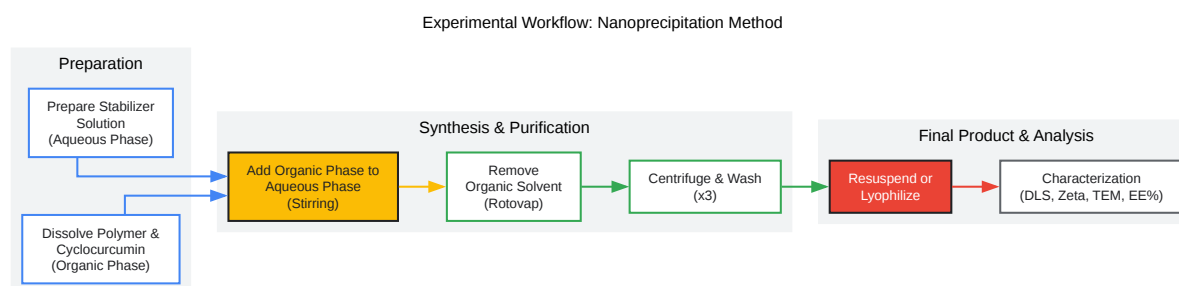 Experimental Workflow: Nanoprecipitation Method
Preparation
Prepare Stabilizer
Solution
(Aqueous Phase)
Dissolve Polymer &
Cyclocurcumin
(Organic Phase)
Synthesis & Purification
Add Organic Phase to
Aqueous Phase
(Stirring)
Remove
Organic Solvent
(Rotovap)
Centrifuge & Wash
(x3)
Final Product & Analysis
Resuspend or
Lyophilize
Characterization
(DLS, Zeta, TEM, EE%)